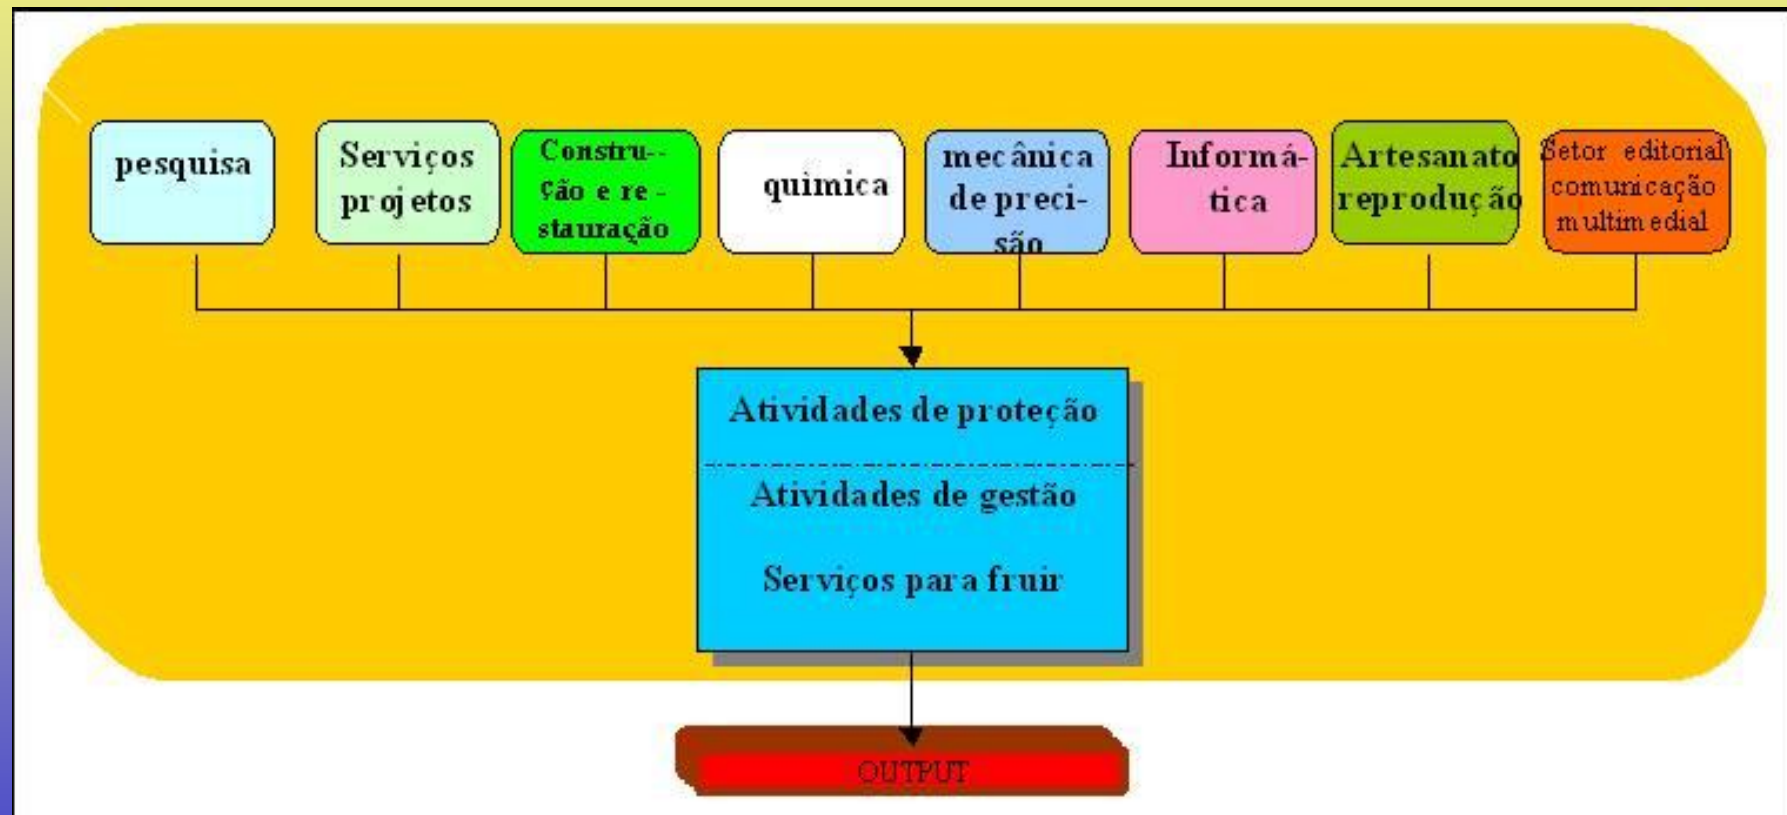 pesquisa
Serviços
projetos
Constru--
ção e re -
stauração
quimica
mecânica
de preci-
são
Informá-
tica
Artesanato
reprodução
Setor editorial
comunicação
multimedial
Atividades de proteção
Atividades de gestão
Serviços para fruir
OUTPUT